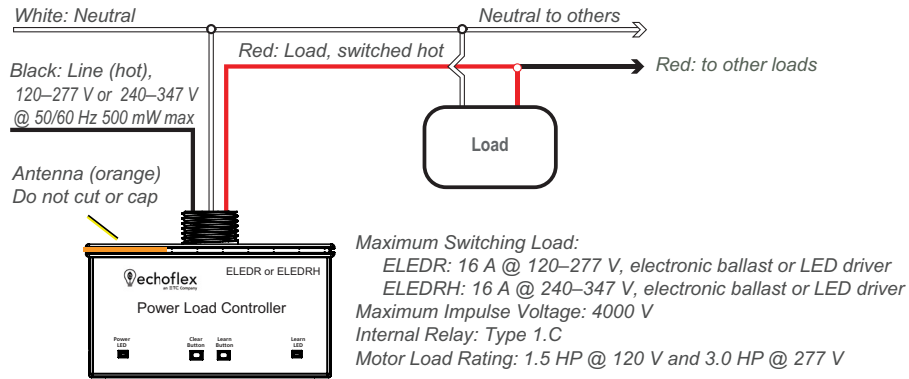 White: Neutral
Neutral to others
Red: Load, switched hot
Red: to other loads
Black: Line (hot),
120–277 V or 240–347 V
@ 50/60 Hz 500 mW max
Load
Antenna (orange)
Do not cut or cap
echoflex
an ETC Company
ELEDR or ELEDRH
Power Load Controller
Power
LED
Clear
Button
Learn
Button
Learn
LED
Maximum Switching Load:
ELEDR: 16 A @ 120–277 V, electronic ballast or LED driver
ELEDRH: 16 A @ 240–347 V, electronic ballast or LED driver
Maximum Impulse Voltage: 4000 V
Internal Relay: Type 1.C
Motor Load Rating: 1.5 HP @ 120 V and 3.0 HP @ 277 V